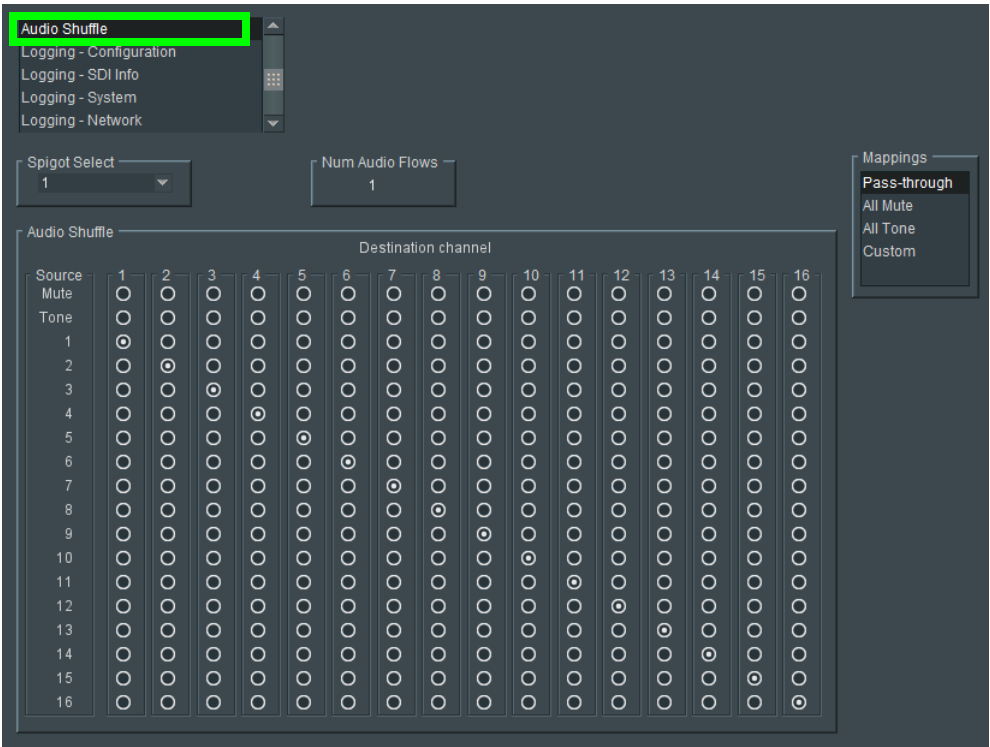 Audio Shuffle
Logging - Configuration
Logging - SDI Info
Logging - System
Logging - Network
Spigot Select
1
Num Audio Flows
1
Mappings
Pass-through
All Mute
All Tone
Custom
Audio Shuffle
Destination channel
Source 1 2 3 4 5 6 7 8 9 10 11 12 13 14 15 16
Mute
Tone
1
2
3
4
5
6
7
8
9
10
11
12
13
14
15
16